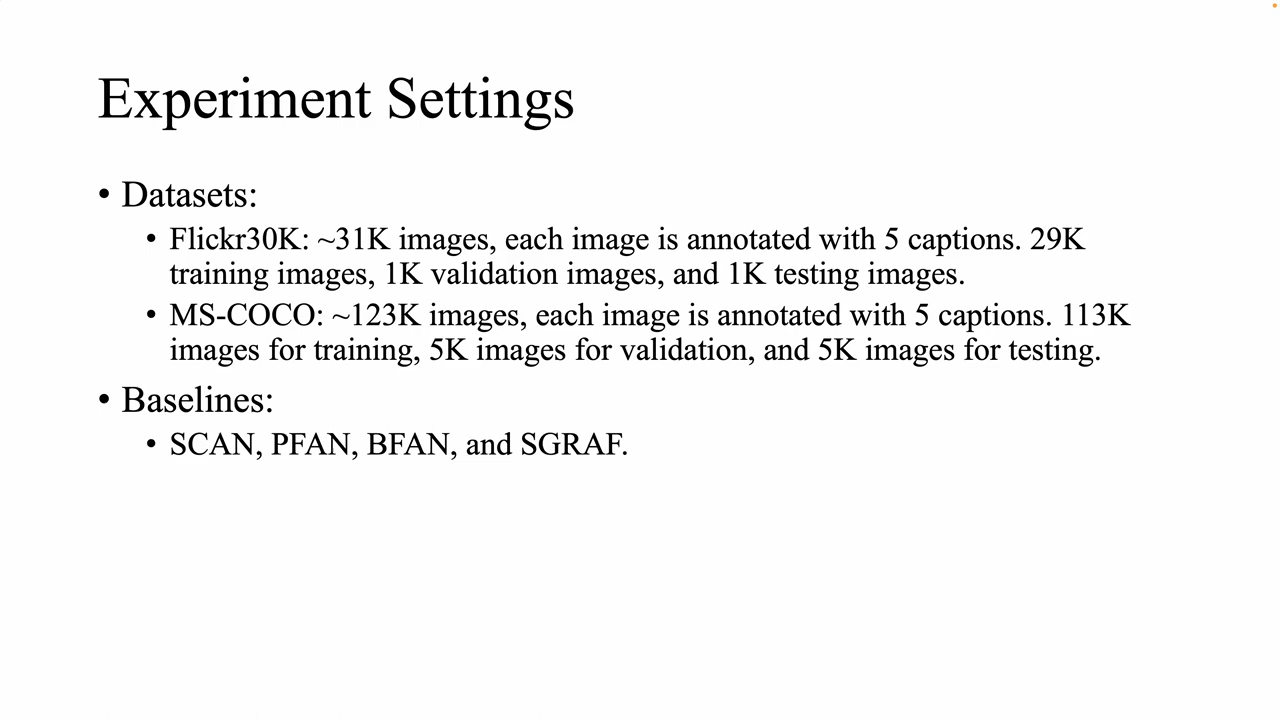 Experiment Settings
• Datasets:
• Flickr30K: ~31K images, each image is annotated with 5 captions. 29K
training images, 1K validation images, and 1K testing images.
• MS-COCO: ~123K images, each image is annotated with 5 captions. 113K
images for training, 5K images for validation, and 5K images for testing.
• Baselines:
• SCAN, PFAN, BFAN, and SGRAF.